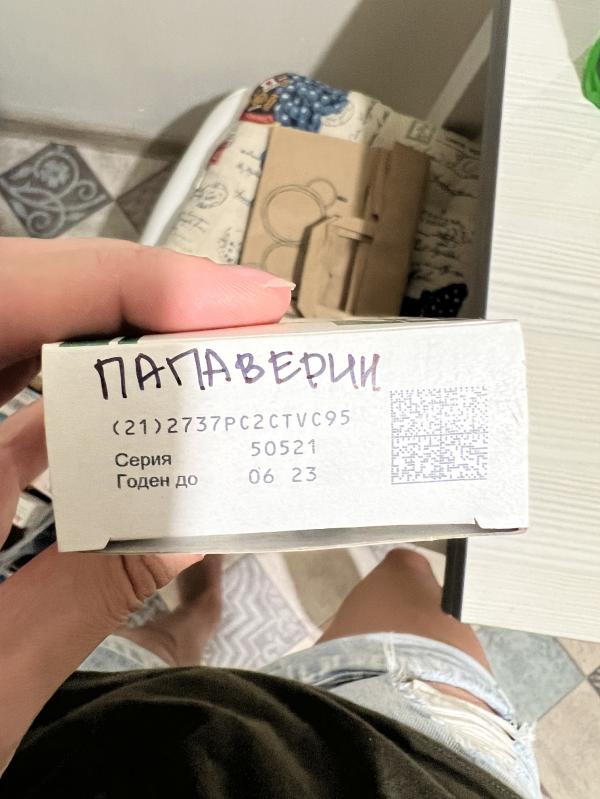 ПАПАВЕРИН
(21)2737PC2CTVC95
Серия 50521
Годен до 06 23